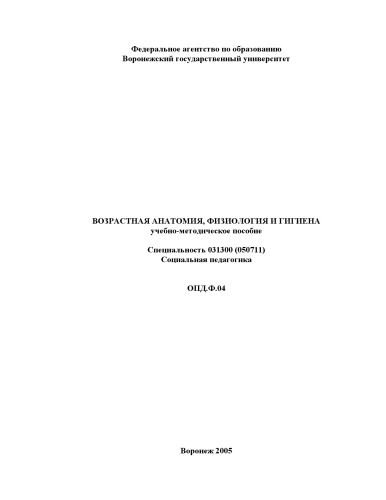 Федеральное агентство по образованию
Воронежский государственный университет
ВОЗРАСТНАЯ АНАТОМИЯ, ФИЗИОЛОГИЯ И ГИГИЕНА
учебно-методическое пособие
Специальность 031300 (050711)
Социальная педагогика
ОПД.Ф.04
Воронеж 2005